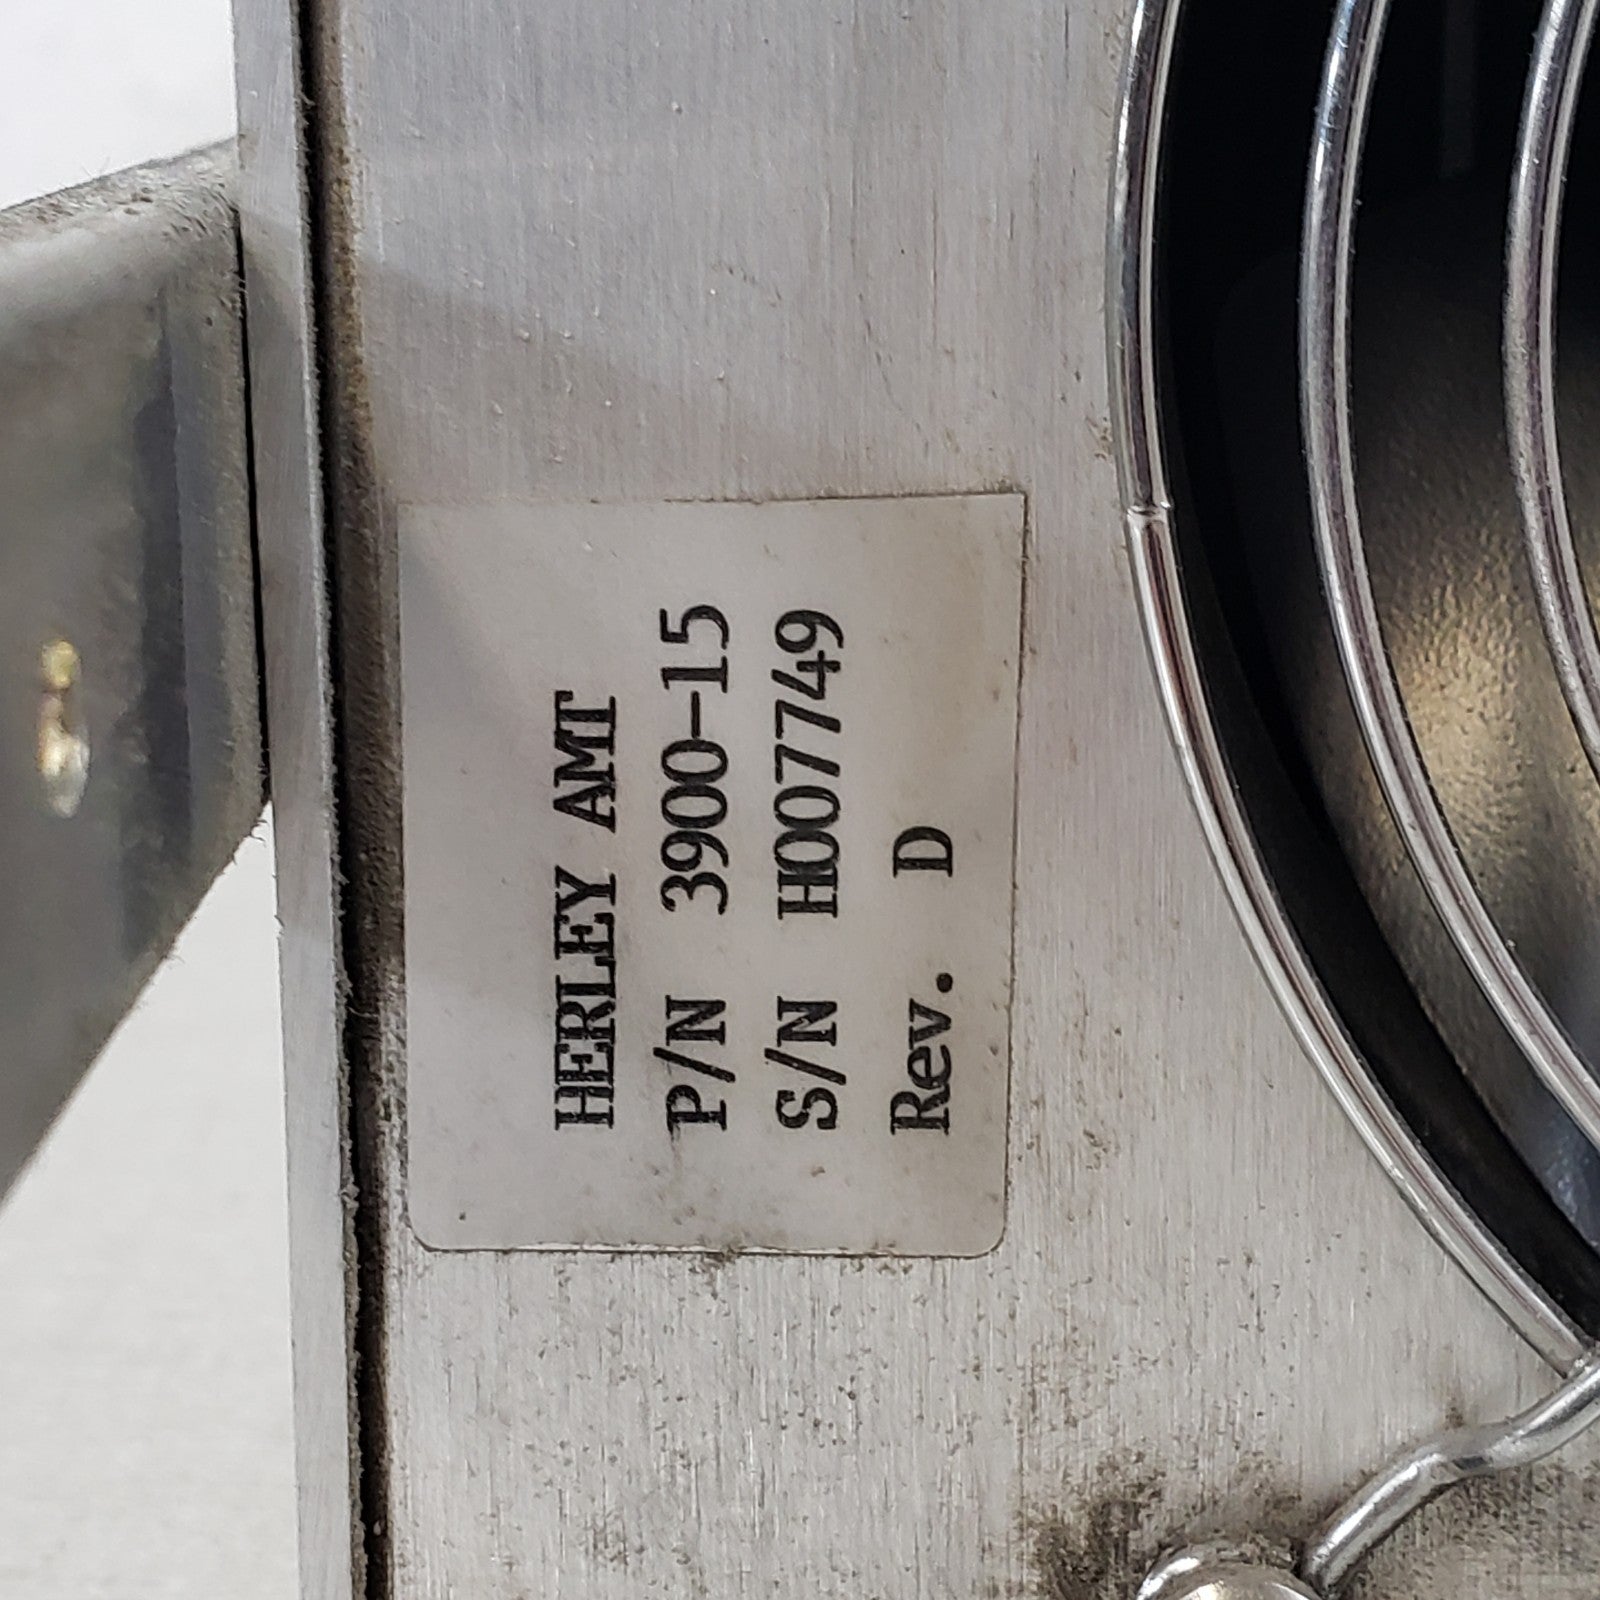 HERLEY AMT
P/N 3900-15
S/N H007749
Rev. D